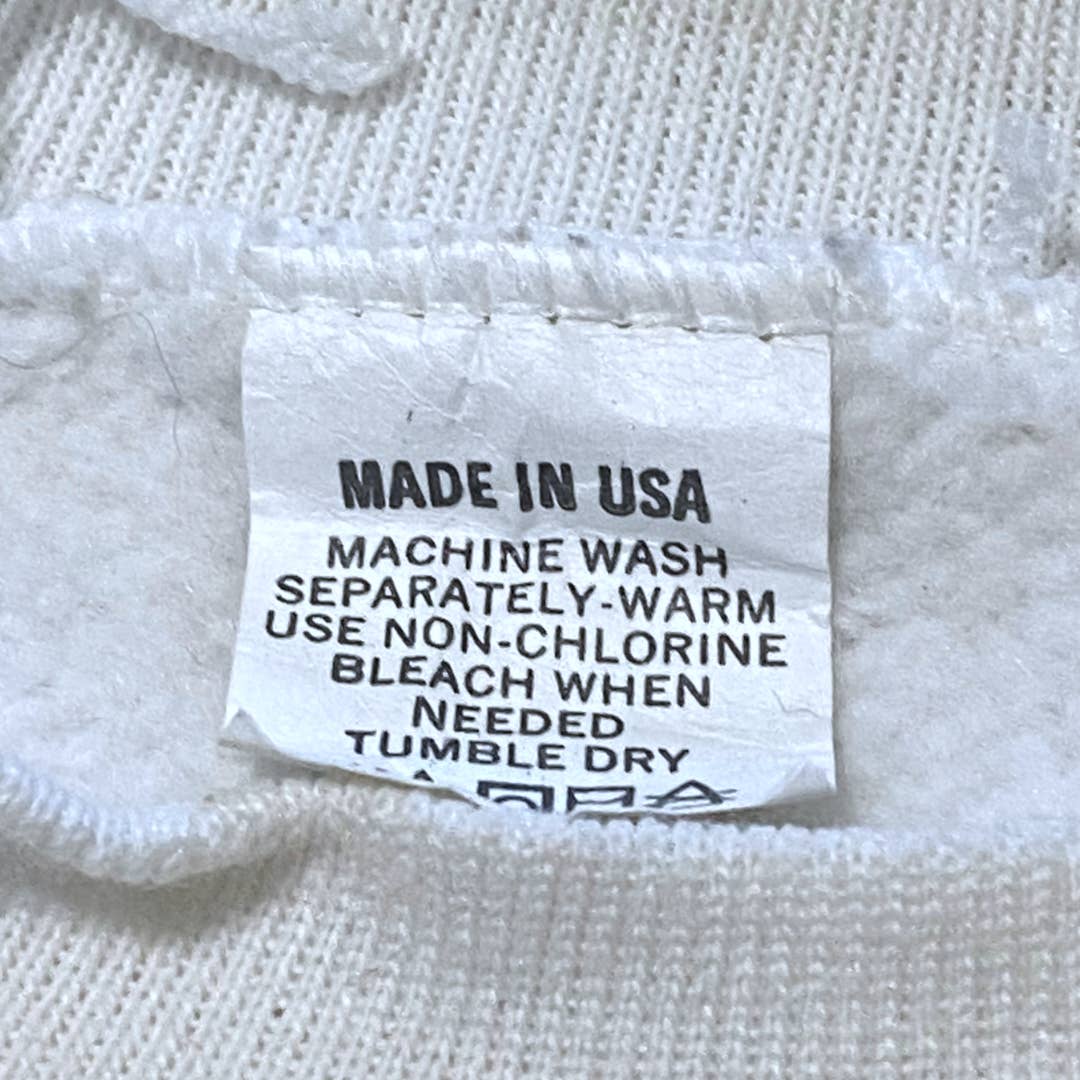 MADE IN USA
MACHINE WASH
SEPARATELY-WARM
USE NON-CHLORINE
BLEACH WHEN
NEEDED
TUMBLE DRY